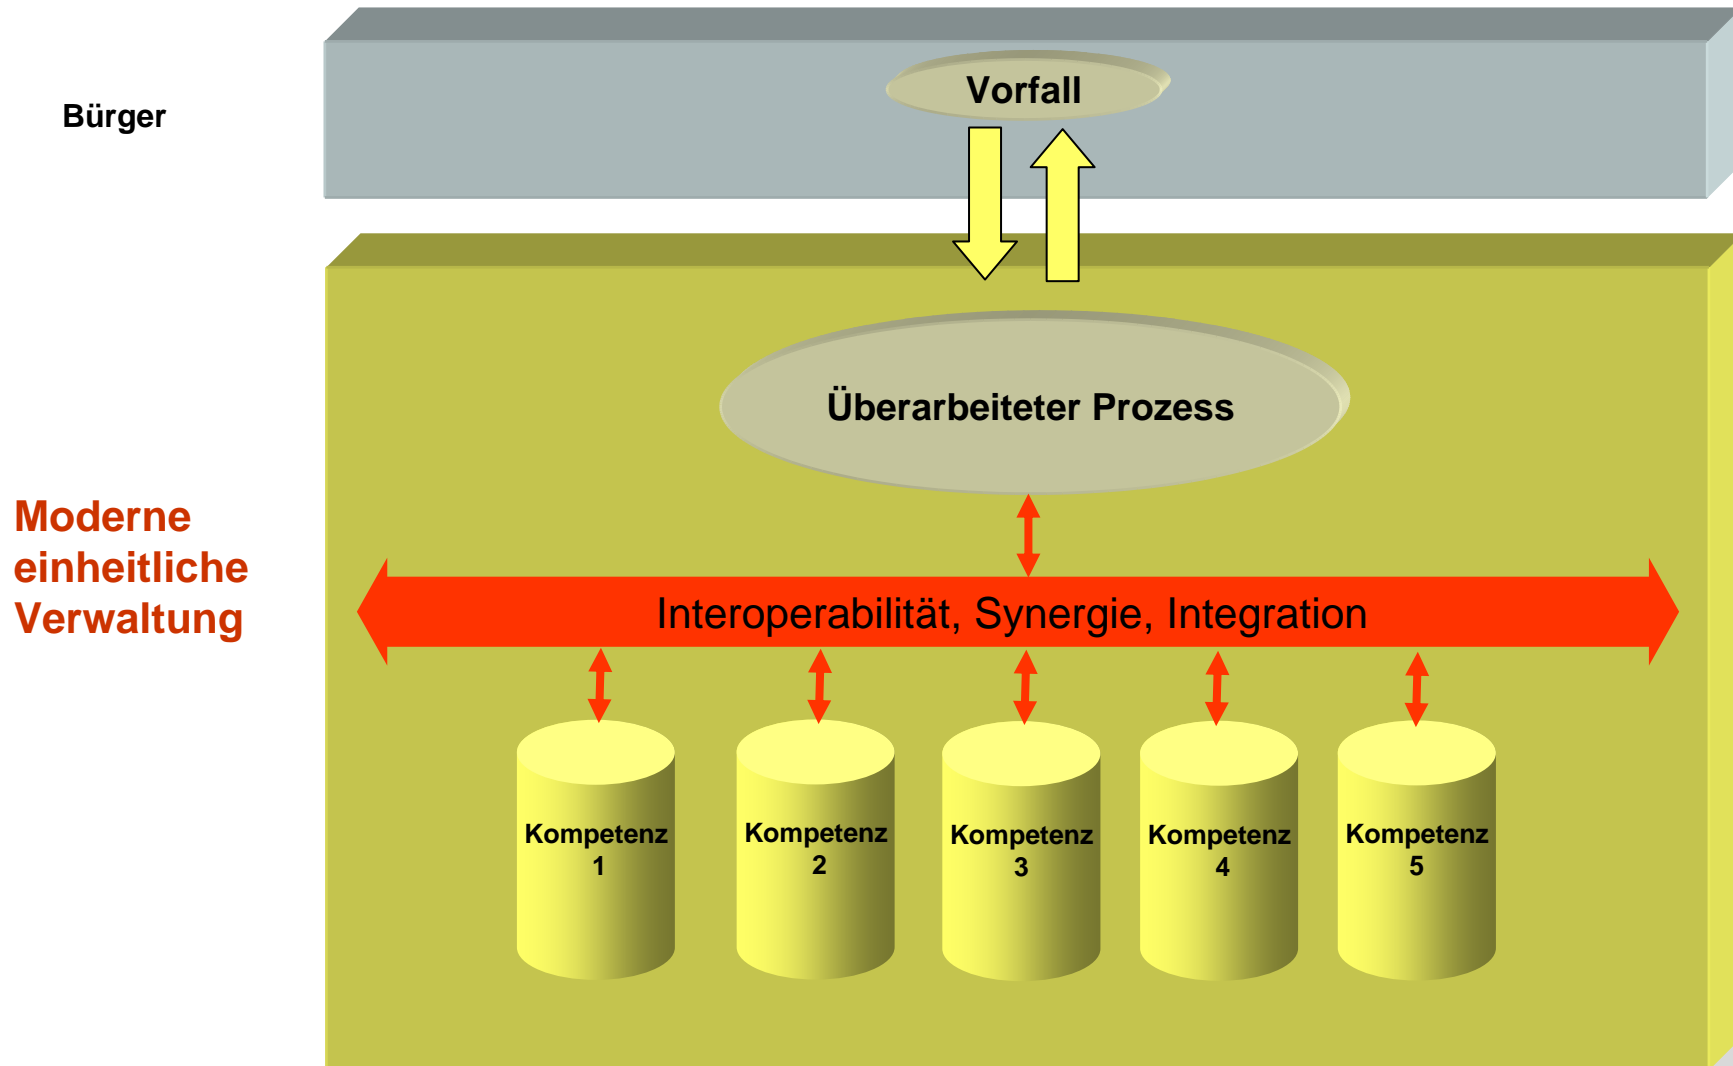 Vorfall
Bürger
Überarbeiteter Prozess
Moderne
einheitliche
Verwaltung
Interoperabilität, Synergie, Integration
Kompetenz
1
Kompetenz
2
Kompetenz
3
Kompetenz
4
Kompetenz
5